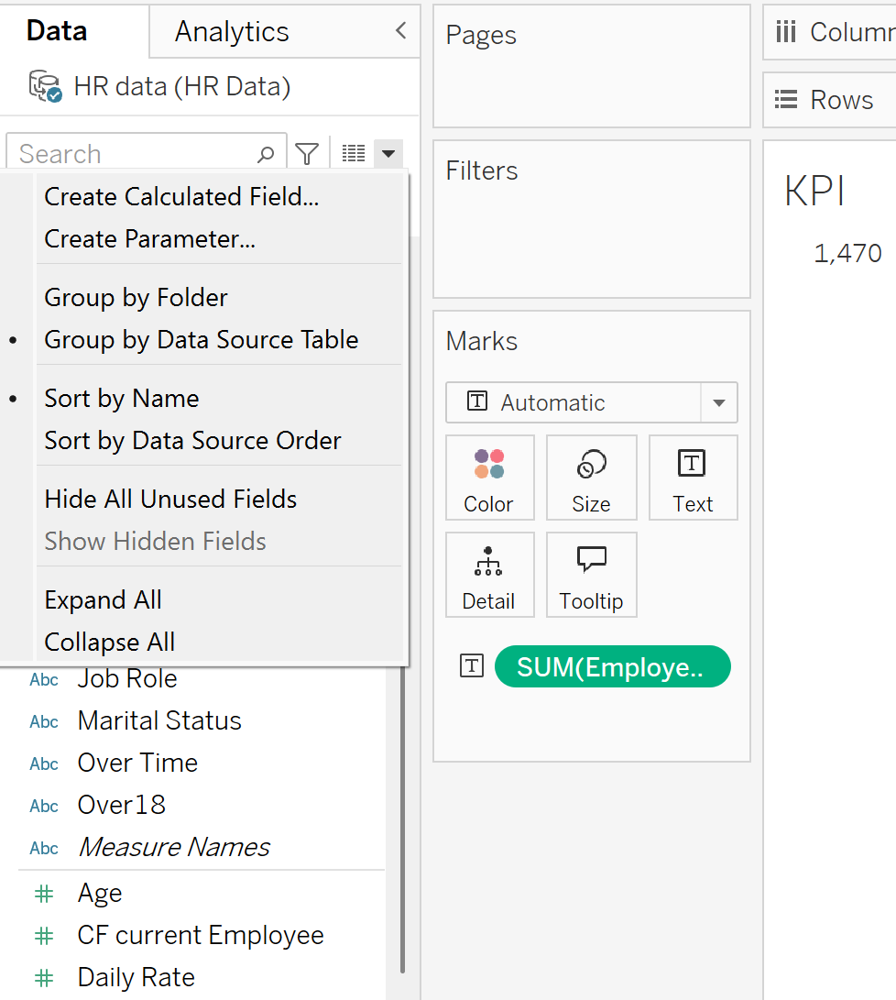 Data
Analytics
HR data (HR Data)
Search
Create Calculated Field...
Create Parameter...
Group by Folder
Group by Data Source Table
Sort by Name
Sort by Data Source Order
Hide All Unused Fields
Show Hidden Fields
Expand All
Collapse All
Abc Job Role
Abc Marital Status
Abc Over Time
Abc Over18
Abc Measure Names
Age
CF current Employee
Daily Rate
Pages
Filters
Marks
T Automatic
Color
Size
T
Text
Detail
Tooltip
T SUM(Employe..
Column
Rows
KPI
1,470